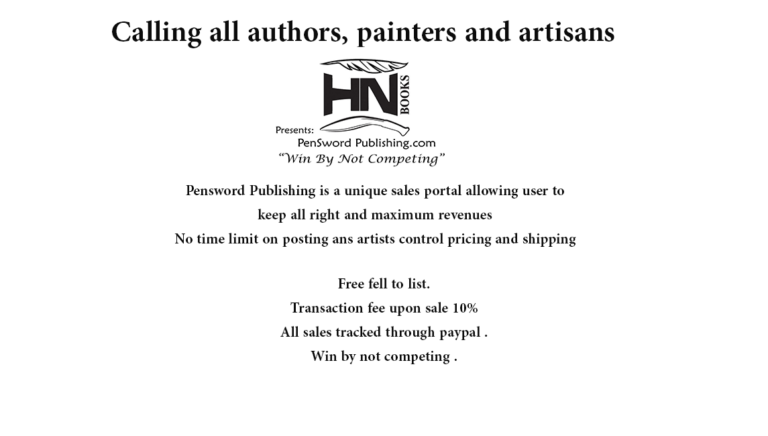 Calling all authors, painters and artisans
HN BOOKS
Presents:
PenSword Publishing.com
“Win By Not Competing”
Pensword Publishing is a unique sales portal allowing user to
keep all right and maximum revenues
No time limit on posting ans artists control pricing and shipping
Free fell to list.
Transaction fee upon sale 10%
All sales tracked through paypal .
Win by not competing .